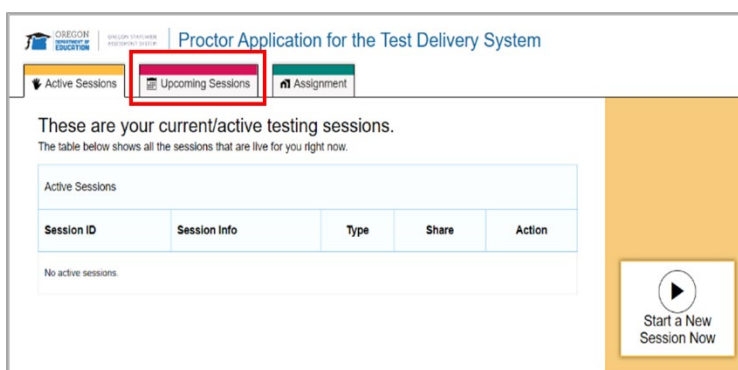 OREGON
DEPARTMENT OF
EDUCATION
OREGON STATEWIDE
ASSESSMENT SYSTEM
Proctor Application for the Test Delivery System
Active Sessions
Upcoming Sessions
Assignment
These are your current/active testing sessions.
The table below shows all the sessions that are live for you right now.
Active Sessions
Session ID Session Info Type Share Action
No active sessions.
Start a New
Session Now